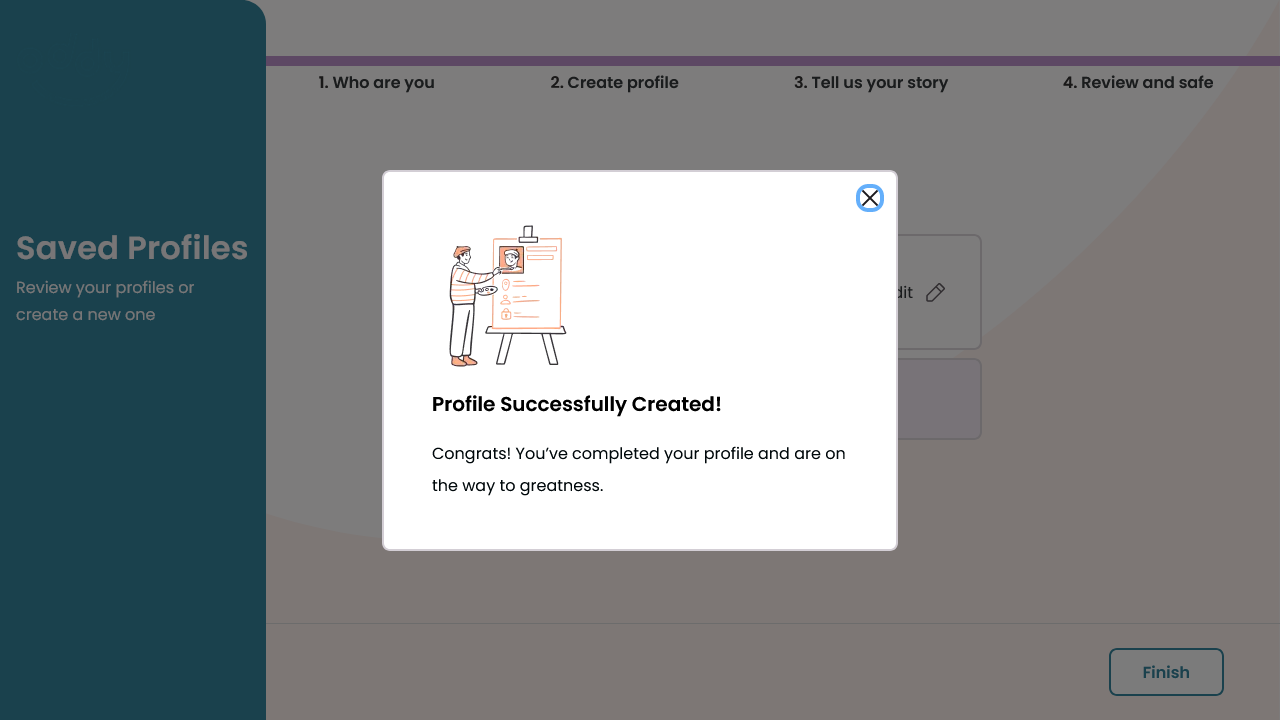 1. Who are you
2. Create profile
3. Tell us your story
4. Review and safe
Saved Profiles
Review your profiles or
create a new one
Profile Successfully Created!
Congrats! You’ve completed your profile and are on
the way to greatness.
Finish